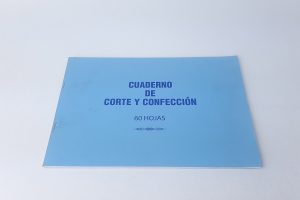 CUADERNO
DE
CORTE Y CONFECCIÓN
60 HOJAS